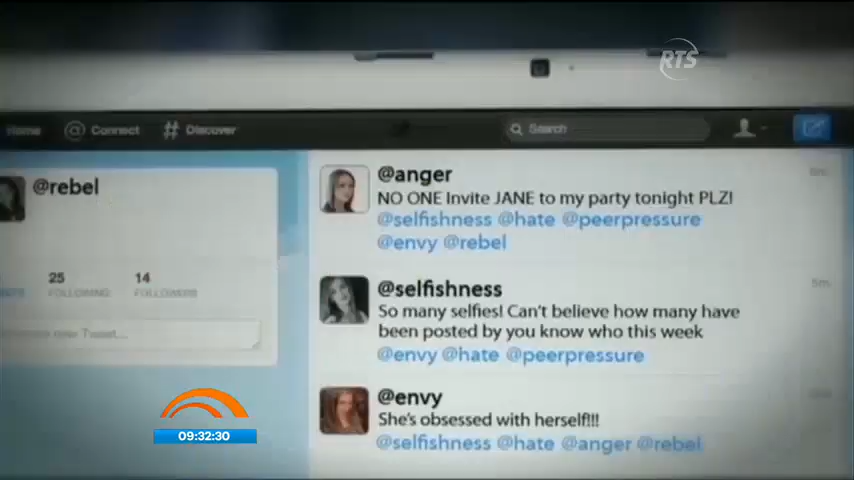 RTS
Home @ Connect # Discover Search
@rebel
25
14
FOLLOWING
FOLLOWERS
@anger
NO ONE Invite JANE to my party tonight PLZ!
@selfishness @hate @peerpressure
@envy @rebel
5m
@selfishness
So many selfies! Can't believe how many have
been posted by you know who this week
@envy @hate @peerpressure
@envy
She's obsessed with herself!!!
@selfishness @hate @anger @rebel
09:32:30